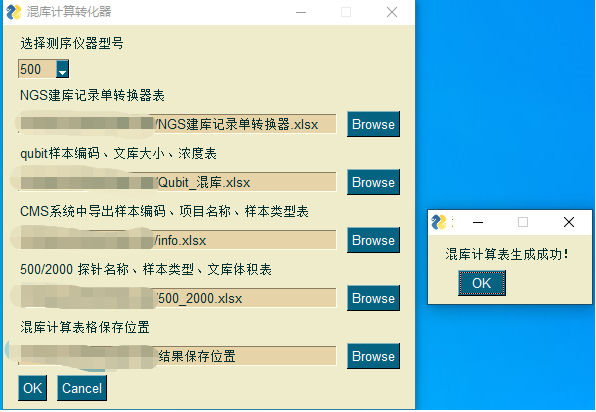 混库计算转化器
选择测序仪器型号
500
NGS建库记录单转换器表
/NGS建库记录单转换器.xlsx
Browse
qubit样本编码、文库大小、浓度表
/Qubit_混库.xlsx
Browse
CMS系统中导出样本编码、项目名称、样本类型表
/info.xlsx
Browse
500/2000 探针名称、样本类型、文库体积表
/500_2000.xlsx
Browse
混库计算表格保存位置
结果保存位置
Browse
OK Cancel
混库计算表生成成功!
OK